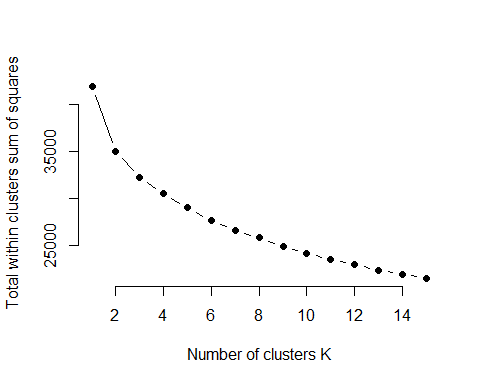 Total within clusters sum of squares
35000
25000
2 4 6 8 10 12 14
Number of clusters K